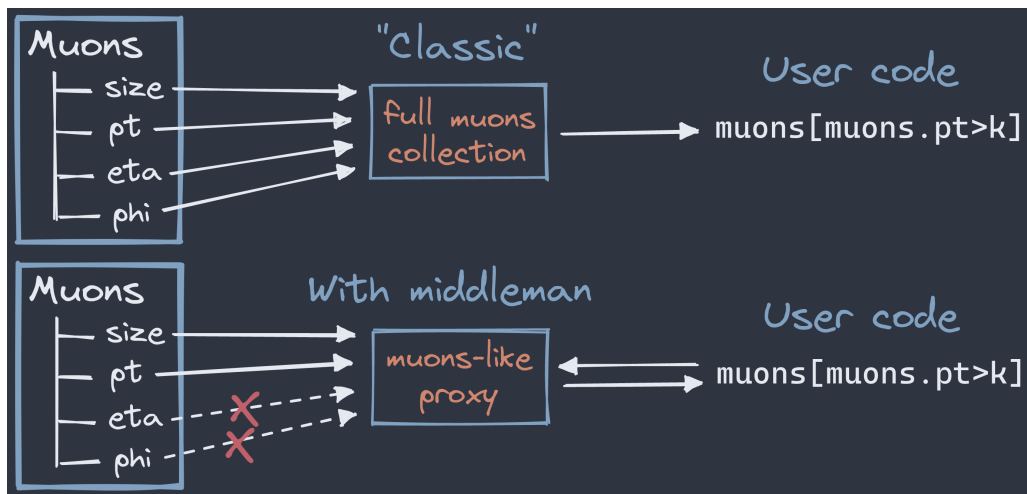 Muons
size
pt
eta
phi
"Classic"
full muons
collection
User code
muons[muons.pt>k]
Muons
size
pt
eta
phi
With middleman
muons-like
proxy
User code
muons[muons.pt>k]